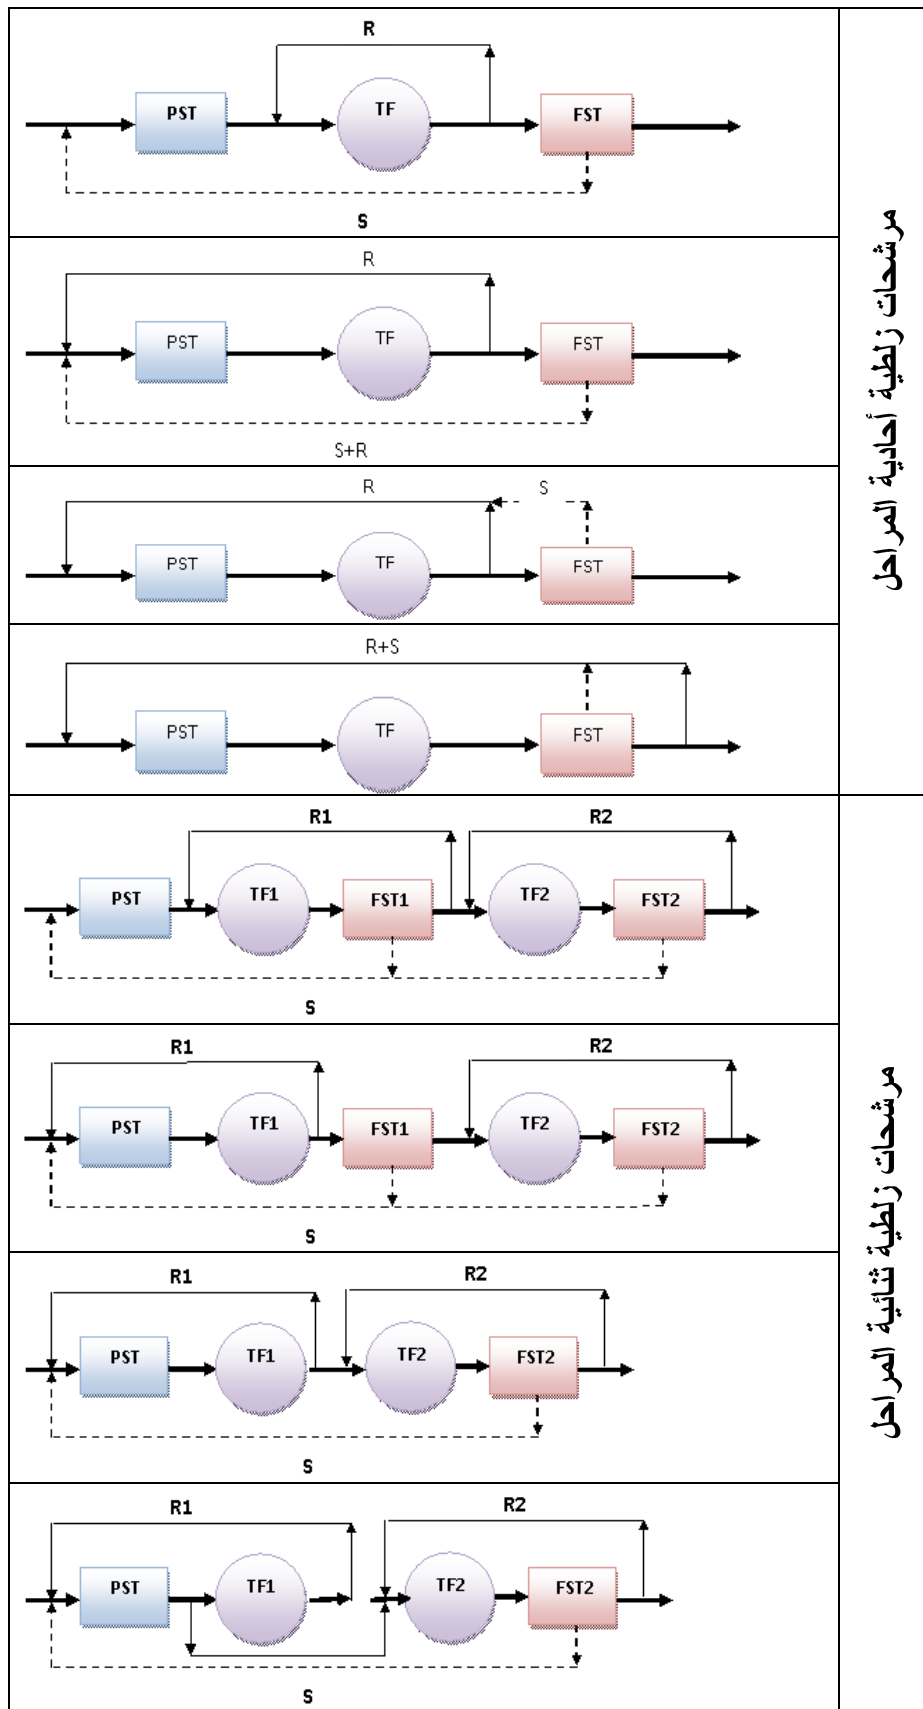 R
PST
TF
FST
S
R
PST
TF
FST
S+R
R
S
PST
TF
FST
R+S
PST
TF
FST
مرشحات زلطية أحادية المراحل
R1
R2
PST
TF1
FST1
TF2
FST2
S
R1
R2
PST
TF1
FST1
TF2
FST2
S
R1
R2
PST
TF1
TF2
FST2
S
R1
R2
PST
TF1
TF2
FST2
S
مرشحات زلطية ثنائية المراحل